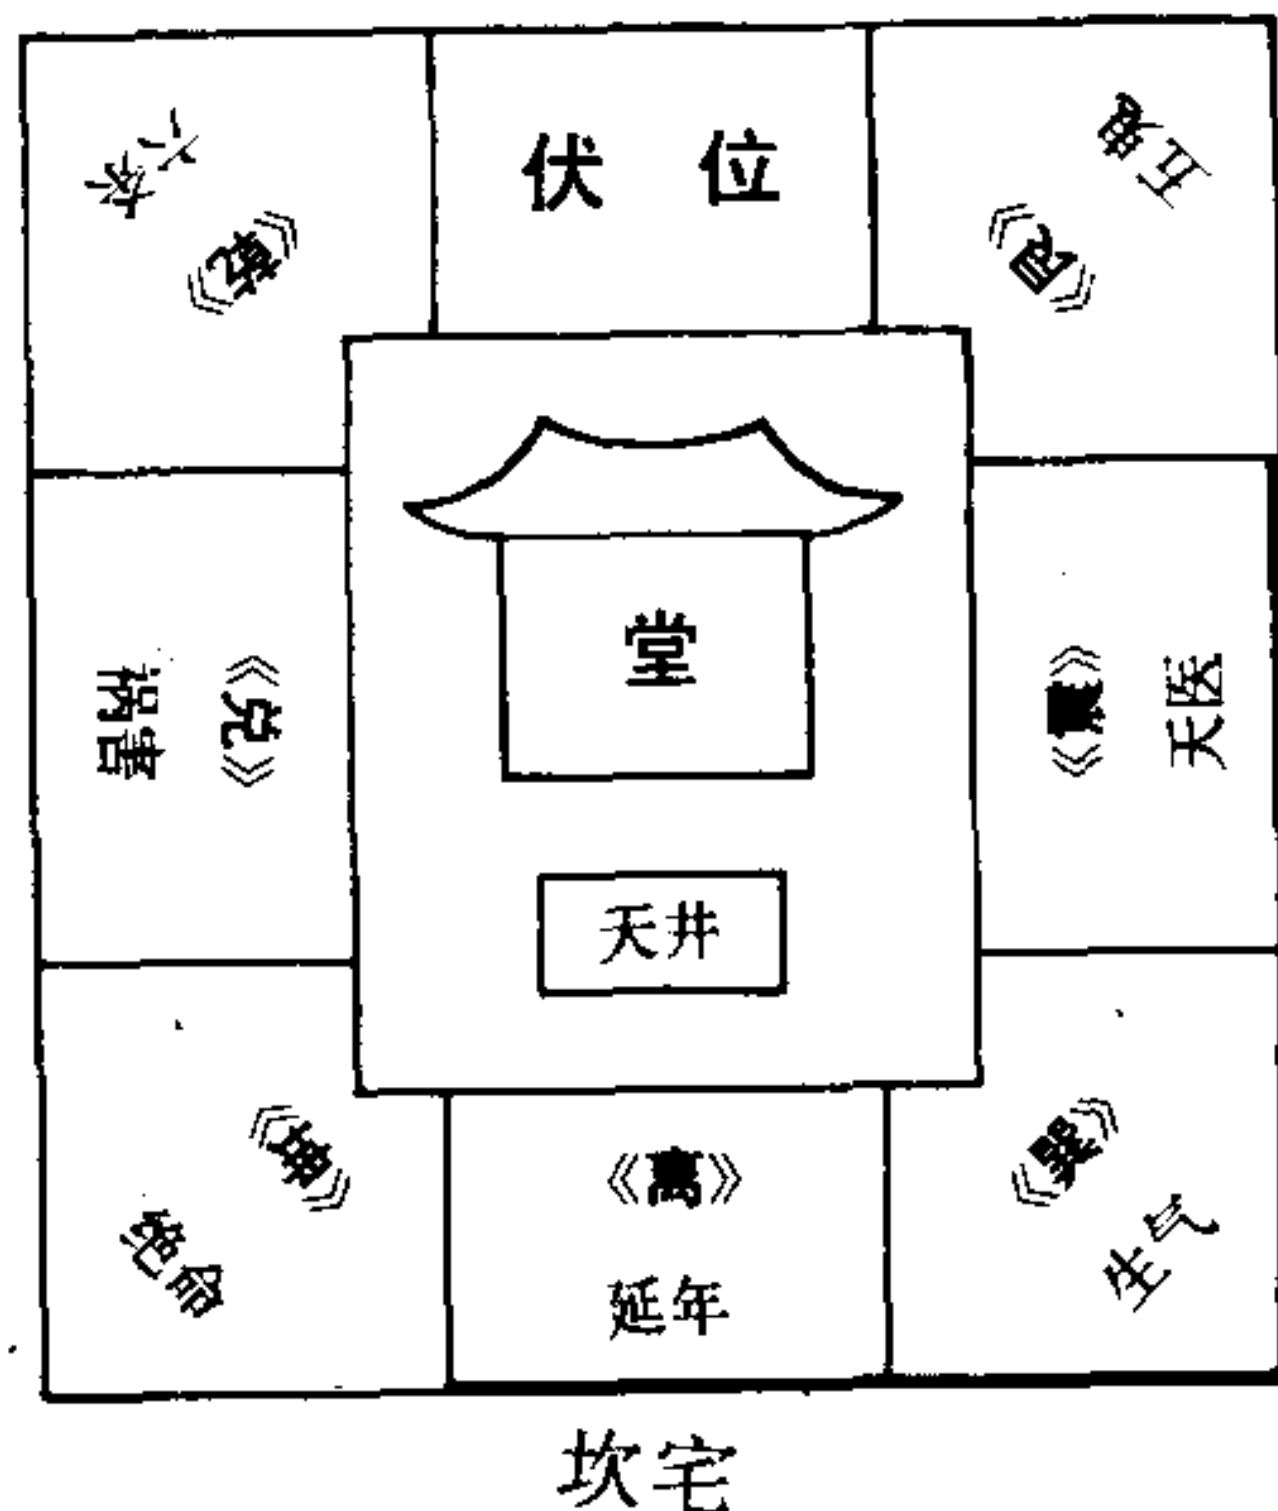 六杀
《乾》
伏 位
五鬼
《艮》
祸害
《兑》
堂
天井
《震》
天医
《坤》
绝命
《离》
延年
《巽》
生气
坎宅